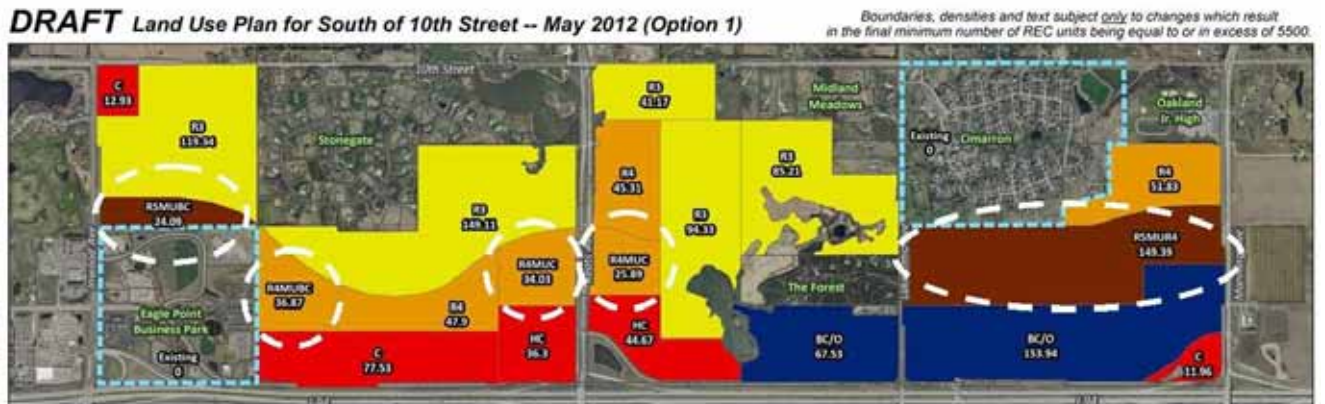 DRAFT Land Use Plan for South of 10th Street -- May 2012 (Option 1)
Boundaries, densities and text subject only to changes which result
in the final minimum number of REC units being equal to or in excess of 5500.
10th Street
C
12.93
R3
119.34
Stonegate
R3
41.17
Midland
Meadows
Existing
0
Cimarron
Oakland
Jr. High
R4
45.31
R3
85.21
R4
51.83
R5MUBC
34.09
R3
149.11
R3
94.33
R5MUR4
149.39
R4MUBC
36.87
R4MUC
34.03
R4MUC
25.89
The Forest
Eagle Point
Business Park
R4
47.9
Existing
0
C
77.53
HC
36.3
HC
44.67
BC/O
67.53
BC/O
153.94
C
11.96